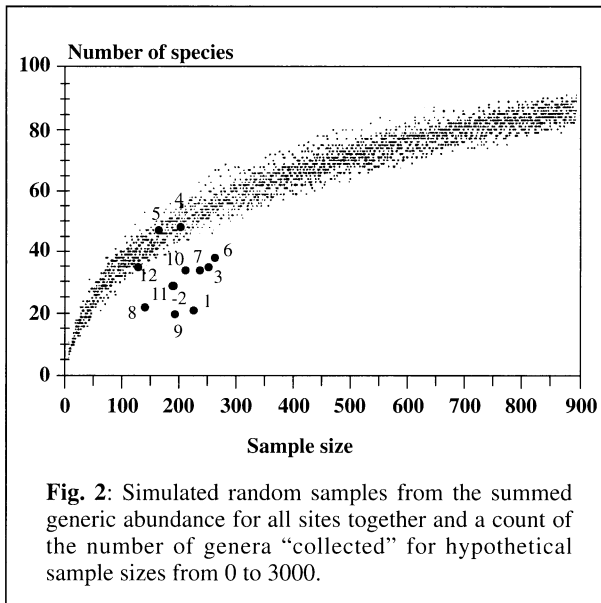 Number of species
100
80
60
40
20
0
5 4
10 7 6
12 3
11 -2
8 1
9
0 100 200 300 400 500 600 700 800 900
Sample size
Fig. 2: Simulated random samples from the summed
generic abundance for all sites together and a count of
the number of genera “collected” for hypothetical
sample sizes from 0 to 3000.